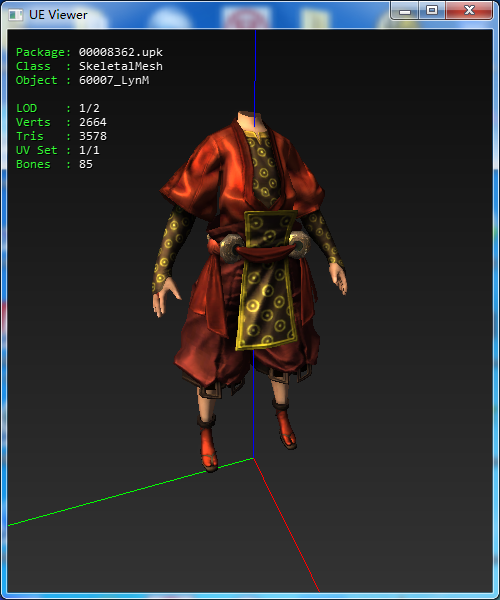 UE Viewer
Package: 00008362.upk
Class : SkeletalMesh
Object : 60007_LynM
LOD : 1/2
Verts : 2664
Tris : 3578
UV Set : 1/1
Bones : 85